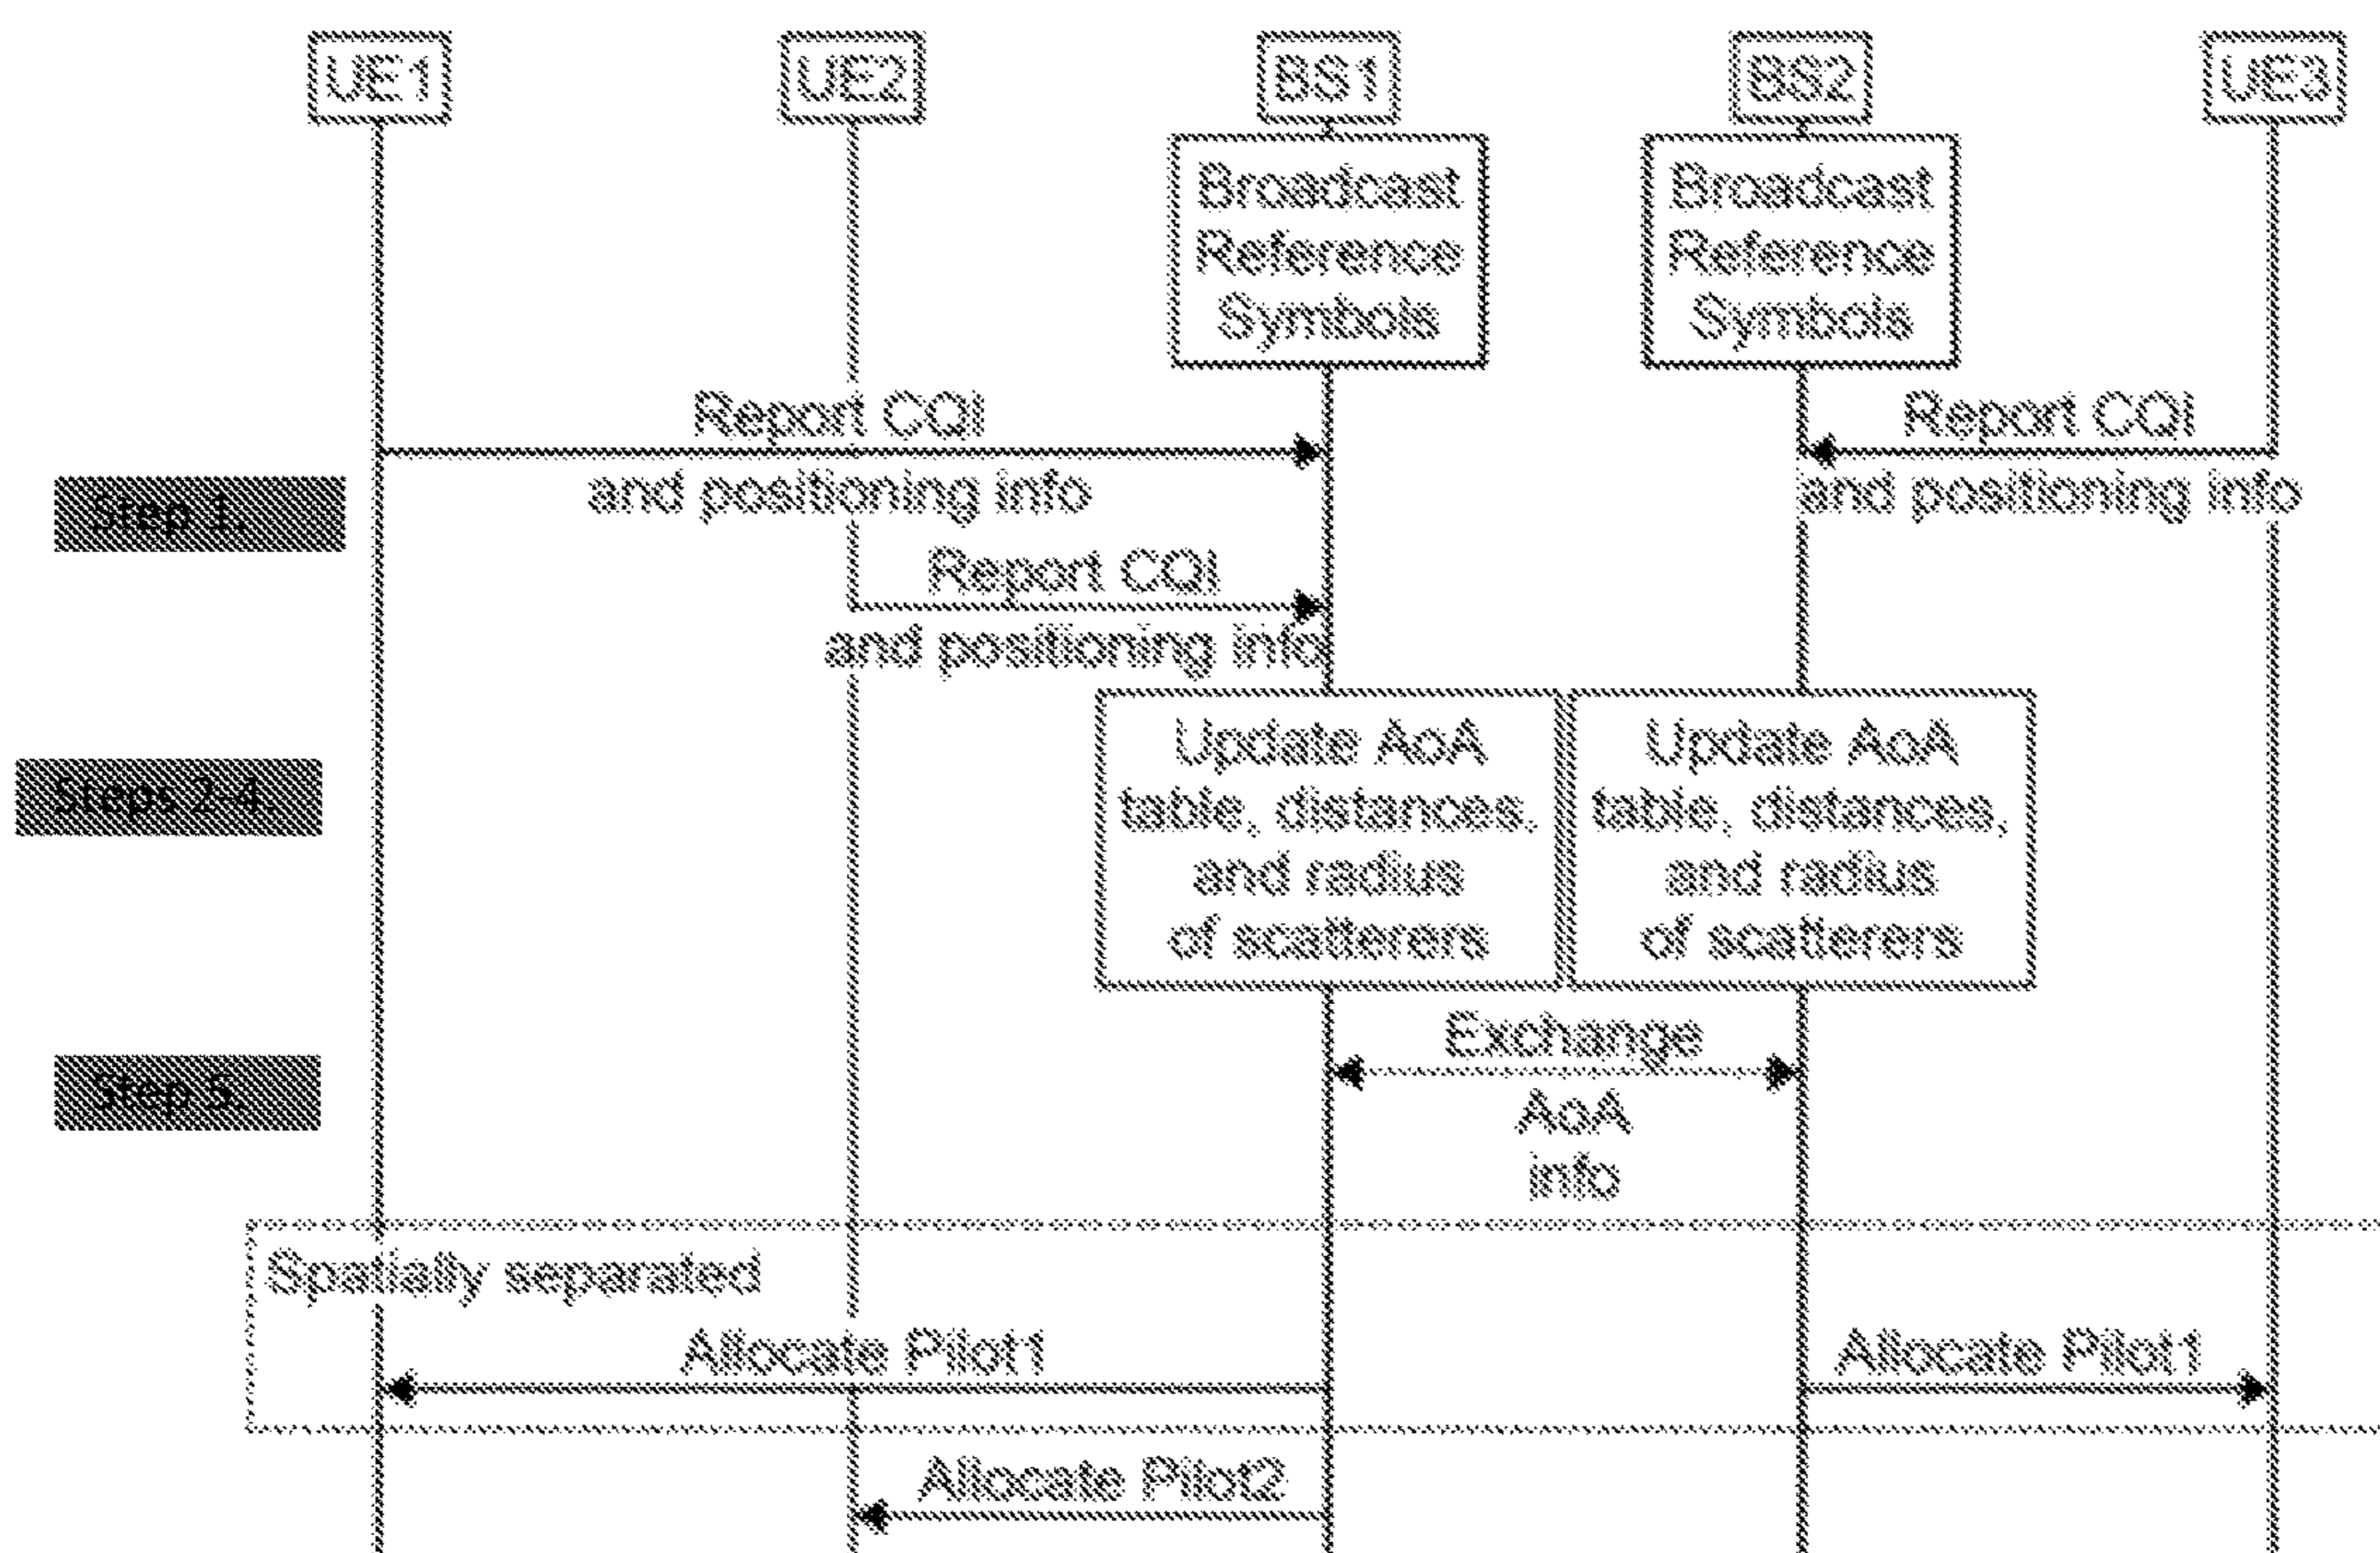 UE1
UE2
BS1
BS2
UE3
Broadcast
Reference
Symbols
Broadcast
Reference
Symbols
Report CQI
and positioning info
Report CQI
and positioning info
Step 1.
Report CQI
and positioning info
Update AoA
table, distances,
and radius
of scatterers
Update AoA
table, distances,
and radius
of scatterers
Steps 2-4.
Exchange
AoA
info
Step 5.
Spatially separated
Allocate Pilot1
Allocate Pilot1
Allocate Pilot2